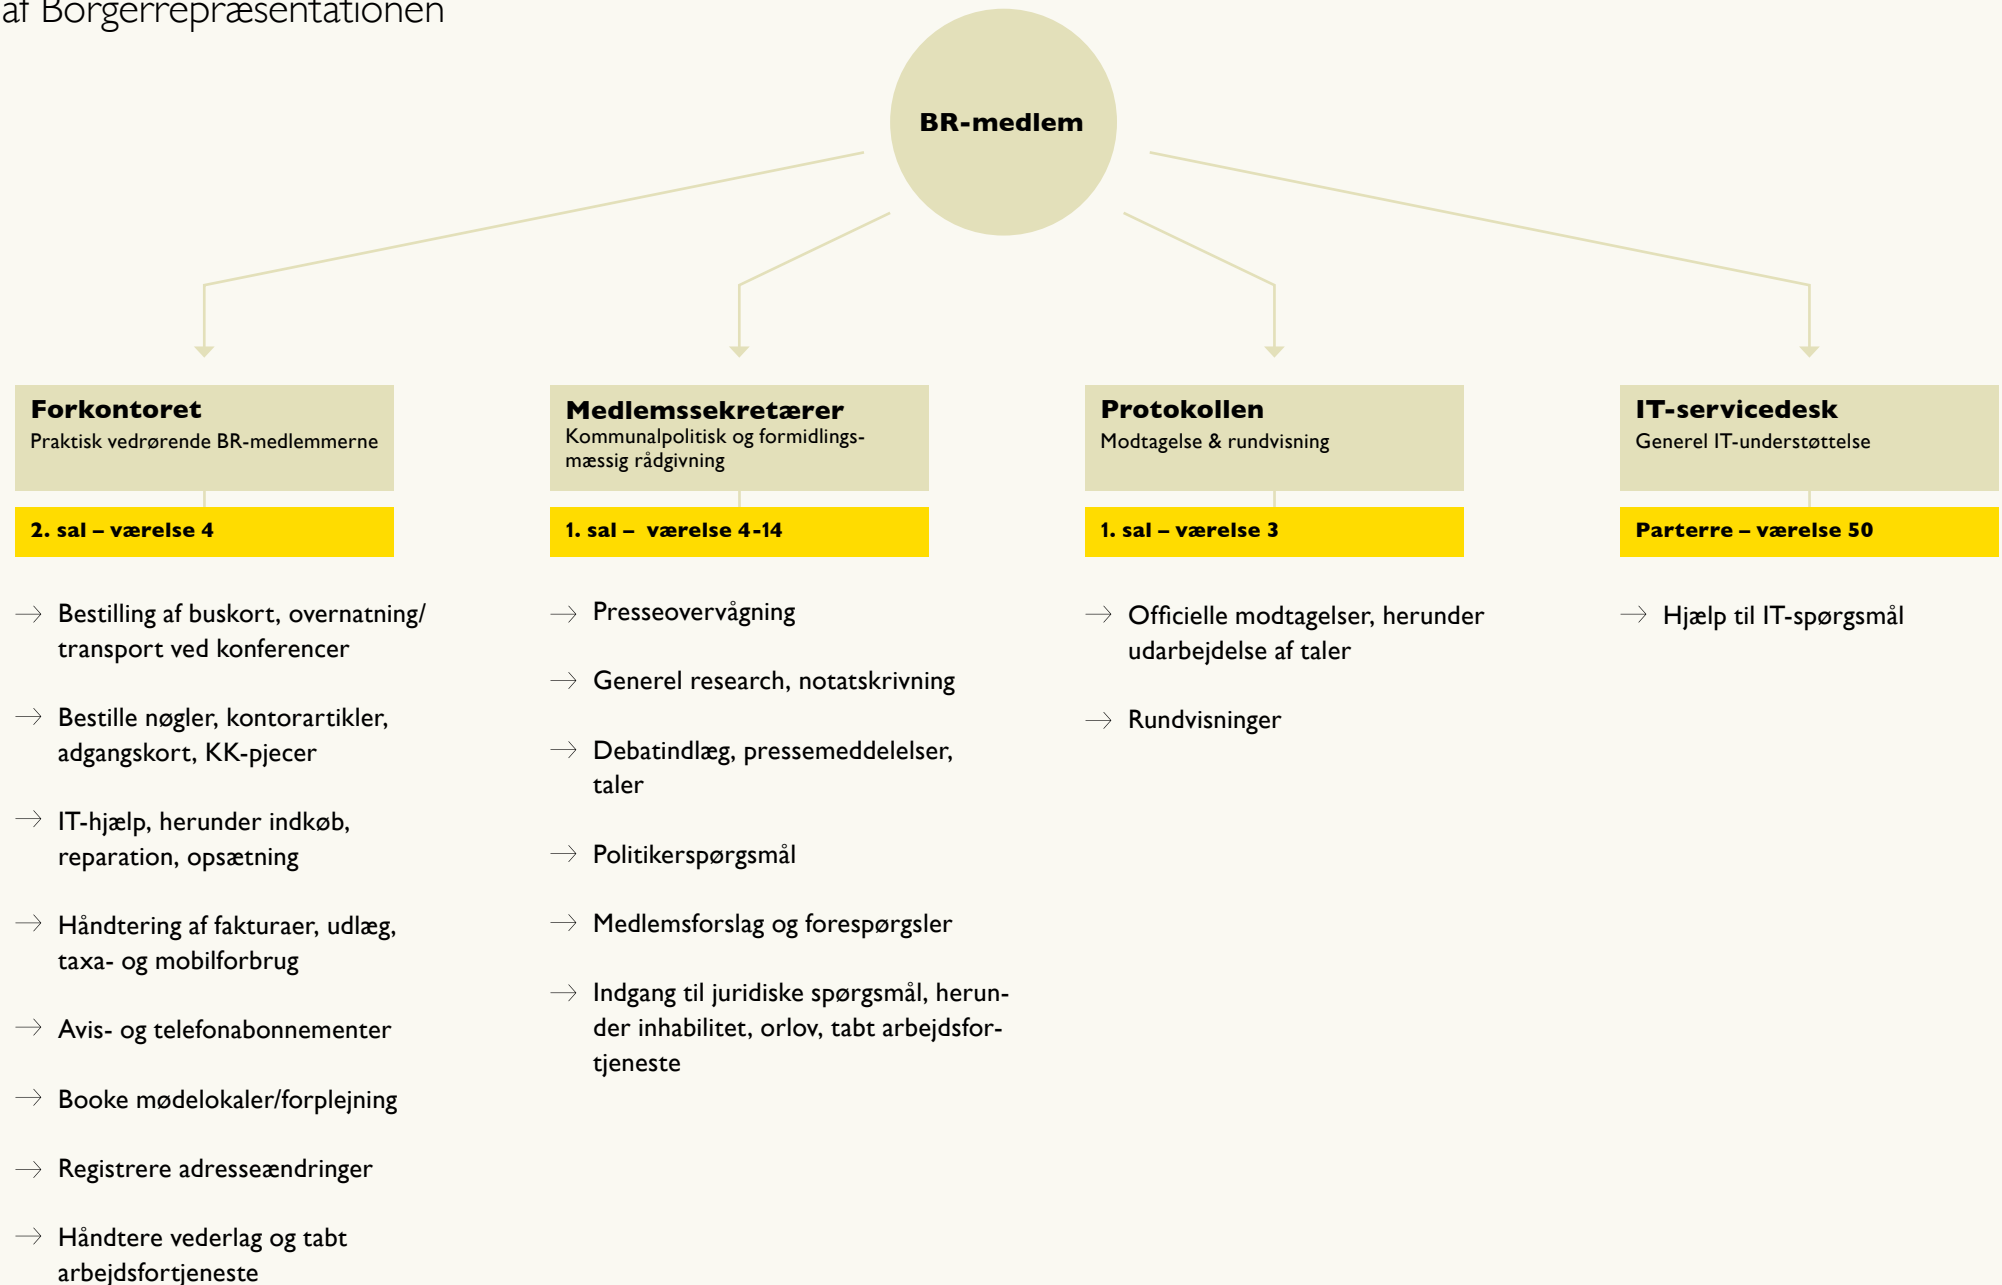 af Borgerrepræsentationen
BR-medlem
Forkontoret
Praktisk vedrørende BR-medlemmerne
2. sal – værelse 4
→ Bestilling af buskort, overnatning/
transport ved konferencer
→ Bestille nøgler, kontorartikler,
adgangskort, KK-pjecer
→ IT-hjælp, herunder indkøb,
reparation, opsætning
→ Håndtering af fakturaer, udlæg,
taxa- og mobilforbrug
→ Avis- og telefonabonnementer
→ Booke mødelokaler/forplejning
→ Registrere adresseændringer
→ Håndtere vederlag og tabt
arbejdsfortjeneste
Medlemssekretærer
Kommunalpolitisk og formidlings-
mæssig rådgivning
1. sal – værelse 4-14
→ Presseovervågning
→ Generel research, notatskrivning
→ Debatindlæg, pressemeddelelser,
taler
→ Politikerspørgsmål
→ Medlemsforslag og forespørgsler
→ Indgang til juridiske spørgsmål, herun-
der inhabilitet, orlov, tabt arbejdsfor-
tjeneste
Protokollen
Modtagelse & rundvisning
1. sal – værelse 3
→ Officielle modtagelser, herunder
udarbejdelse af taler
→ Rundvisninger
IT-servicedesk
Generel IT-understøttelse
Parterre – værelse 50
→ Hjælp til IT-spørgsmål